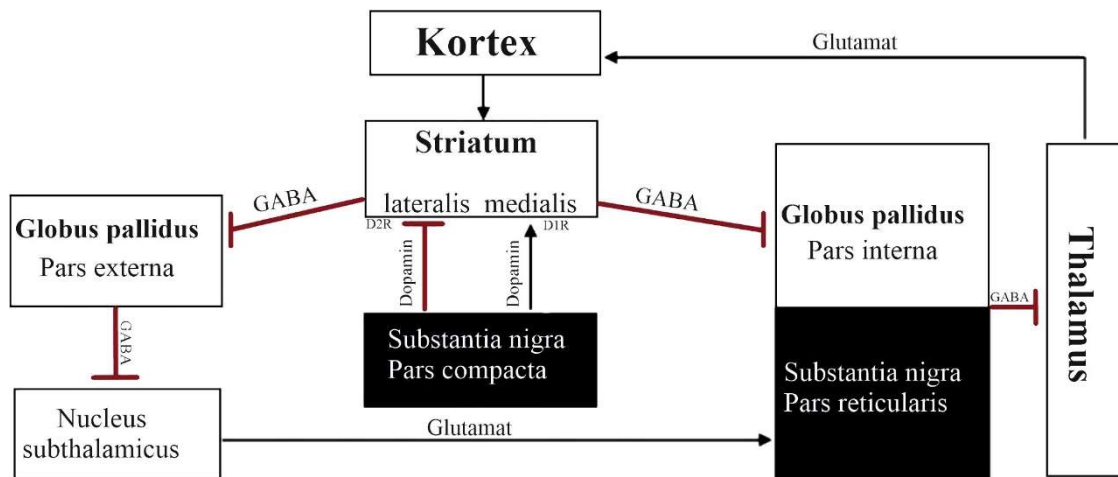 Kortex
Glutamat
Striatum
lateralis medialis
D2R
D1R
GABA
GABA
Globus pallidus
Pars externa
Globus pallidus
Pars interna
Thalamus
Dopamin
Dopamin
GABA
GABA
Substantia nigra
Pars compacta
Substantia nigra
Pars reticularis
Nucleus
subthalamicus
Glutamat